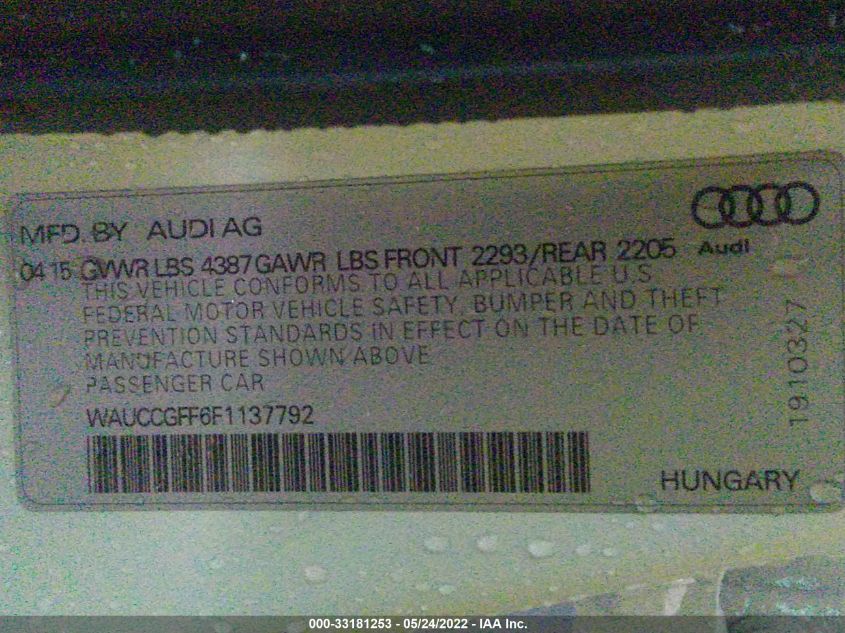 MFD. BY AUDI AG
04 15 GVWR LBS 4387 GAWR LBS FRONT 2293/REAR 2205
Audi
THIS VEHICLE CONFORMS TO ALL APPLICABLE U.S.
FEDERAL MOTOR VEHICLE SAFETY, BUMPER AND THEFT
PREVENTION STANDARDS IN EFFECT ON THE DATE OF
MANUFACTURE SHOWN ABOVE
PASSENGER CAR
WAUCCGFF6F1137792
HUNGARY
1910327
000-33181253 - 05/24/2022 - IAA Inc.